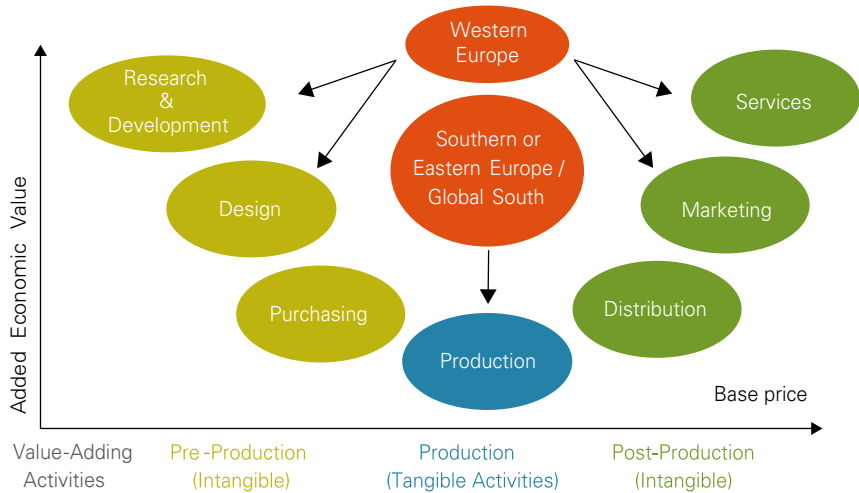 Western
Europe
Research
&
Development
Services
Southern or
Eastern Europe /
Global South
Design
Marketing
Purchasing
Distribution
Production
Added Economic Value
Base price
Value-Adding
Activities
Pre-Production
(Intangible)
Production
(Tangible Activities)
Post-Production
(Intangible)